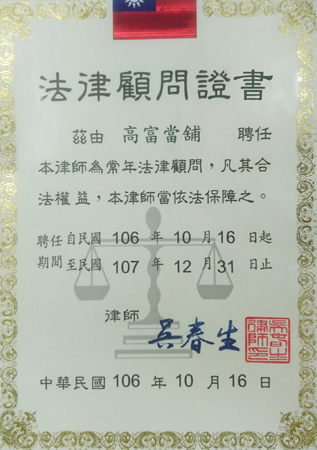 法律顧問證書
茲由 高富當舖 聘任
本律師為常年法律顧問，凡其合
法權益，本律師當依法保障之。
聘任自民國 106 年 10 月 16 日起
期間至民國 107 年 12 月 31 日止
律師
吳春生
中華民國 106 年 10 月 16 日